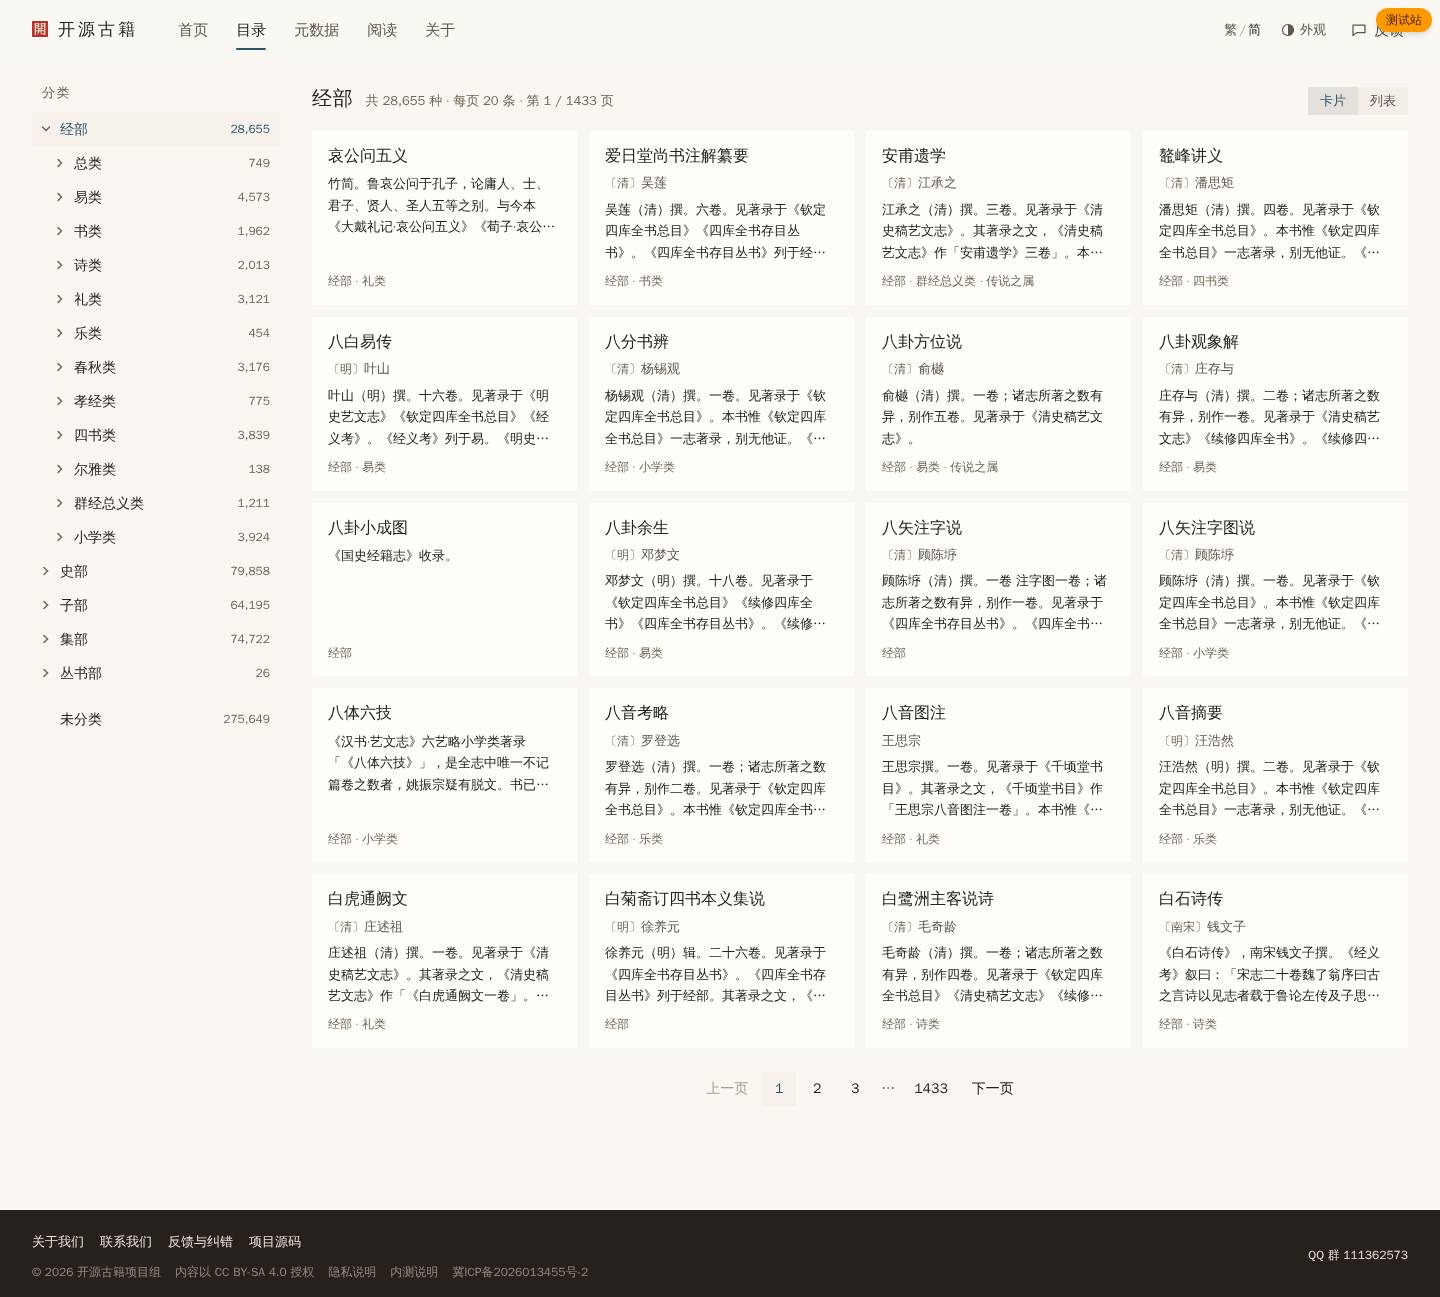 開 开源古籍 首页 目录 元数据 阅读 关于 繁 / 简 外观 测试站
分类
经部 28,655
总类 749
易类 4,573
书类 1,962
诗类 2,013
礼类 3,121
乐类 454
春秋类 3,176
孝经类 775
四书类 3,839
尔雅类 138
群经总义类 1,211
小学类 3,924
史部 79,858
子部 64,195
集部 74,722
丛书部 26
未分类 275,649
经部 共 28,655 种 · 每页 20 条 · 第 1 / 1433 页 卡片 列表
哀公问五义
竹简。鲁哀公问于孔子，论庸人、士、
君子、贤人、圣人五等之别。与今本
《大戴礼记·哀公问五义》《荀子·哀公…
经部 · 礼类
爱日堂尚书注解纂要
〔清〕吴莲
吴莲（清）撰。六卷。见著录于《钦定
四库全书总目》《四库全书存目丛
书》。《四库全书存目丛书》列于经…
经部 · 书类
安甫遗学
〔清〕江承之
江承之（清）撰。三卷。见著录于《清
史稿艺文志》。其著录之文，《清史稿
艺文志》作「安甫遗学》三卷」。本…
经部 · 群经总义类 · 传说之属
鳌峰讲义
〔清〕潘思矩
潘思矩（清）撰。四卷。见著录于《钦
定四库全书总目》。本书惟《钦定四库
全书总目》一志著录，别无他证。《…
经部 · 四书类
八白易传
〔明〕叶山
叶山（明）撰。十六卷。见著录于《明
史艺文志》《钦定四库全书总目》《经
义考》。《经义考》列于易。《明史…
经部 · 易类
八分书辨
〔清〕杨锡观
杨锡观（清）撰。一卷。见著录于《钦
定四库全书总目》。本书惟《钦定四库
全书总目》一志著录，别无他证。《…
经部 · 小学类
八卦方位说
〔清〕俞樾
俞樾（清）撰。一卷；诸志所著之数有
异，别作五卷。见著录于《清史稿艺文
志》。
经部 · 易类 · 传说之属
八卦观象解
〔清〕庄存与
庄存与（清）撰。二卷；诸志所著之数
有异，别作一卷。见著录于《清史稿艺
文志》《续修四库全书》。《续修四…
经部 · 易类
八卦小成图
《国史经籍志》收录。
经部
八卦余生
〔明〕邓梦文
邓梦文（明）撰。十八卷。见著录于
《钦定四库全书总目》《续修四库全
书》《四库全书存目丛书》。《续修…
经部 · 易类
八矢注字说
〔清〕顾陈垿
顾陈垿（清）撰。一卷 注字图一卷；诸
志所著之数有异，别作一卷。见著录于
《四库全书存目丛书》。《四库全书…
经部
八矢注字图说
〔清〕顾陈垿
顾陈垿（清）撰。一卷。见著录于《钦
定四库全书总目》。本书惟《钦定四库
全书总目》一志著录，别无他证。《…
经部 · 小学类
八体六技
《汉书·艺文志》六艺略小学类著录
「《八体六技》」，是全志中唯一不记
篇卷之数者，姚振宗疑有脱文。书已…
经部 · 小学类
八音考略
〔清〕罗登选
罗登选（清）撰。一卷；诸志所著之数
有异，别作二卷。见著录于《钦定四库
全书总目》。本书惟《钦定四库全书…
经部 · 乐类
八音图注
王思宗
王思宗撰。一卷。见著录于《千顷堂书
目》。其著录之文，《千顷堂书目》作
「王思宗八音图注一卷」。本书惟《…
经部 · 礼类
八音摘要
〔明〕汪浩然
汪浩然（明）撰。二卷。见著录于《钦
定四库全书总目》。本书惟《钦定四库
全书总目》一志著录，别无他证。《…
经部 · 乐类
白虎通阙文
〔清〕庄述祖
庄述祖（清）撰。一卷。见著录于《清
史稿艺文志》。其著录之文，《清史稿
艺文志》作「《白虎通阙文一卷」。…
经部 · 礼类
白菊斋订四书本义集说
〔明〕徐养元
徐养元（明）辑。二十六卷。见著录于
《四库全书存目丛书》。《四库全书存
目丛书》列于经部。其著录之文，《…
经部
白鹭洲主客说诗
〔清〕毛奇龄
毛奇龄（清）撰。一卷；诸志所著之数
有异，别作四卷。见著录于《钦定四库
全书总目》《清史稿艺文志》《续修…
经部 · 诗类
白石诗传
〔南宋〕钱文子
《白石诗传》，南宋钱文子撰。《经义
考》叙曰：「宋志二十卷魏了翁序曰古
之言诗以见志者载于鲁论左传及子思…
经部 · 诗类
上一页 1 2 3 … 1433 下一页
关于我们 联系我们 反馈与纠错 项目源码
QQ 群 111362573
© 2026 开源古籍项目组 内容以 CC BY-SA 4.0 授权 隐私说明 内测说明 冀ICP备2026013455号-2